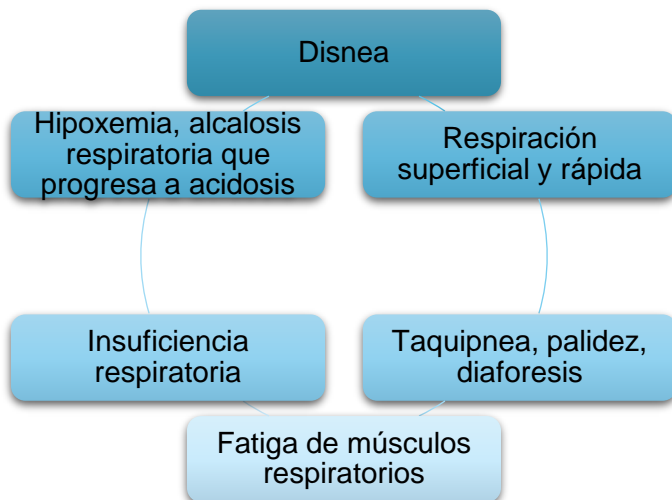 Disnea
Hipoxemia, alcalosis
respiratoria que
progresa a acidosis
Respiración
superficial y rápida
Insuficiencia
respiratoria
Taquipnea, palidez,
diaforesis
Fatiga de músculos
respiratorios